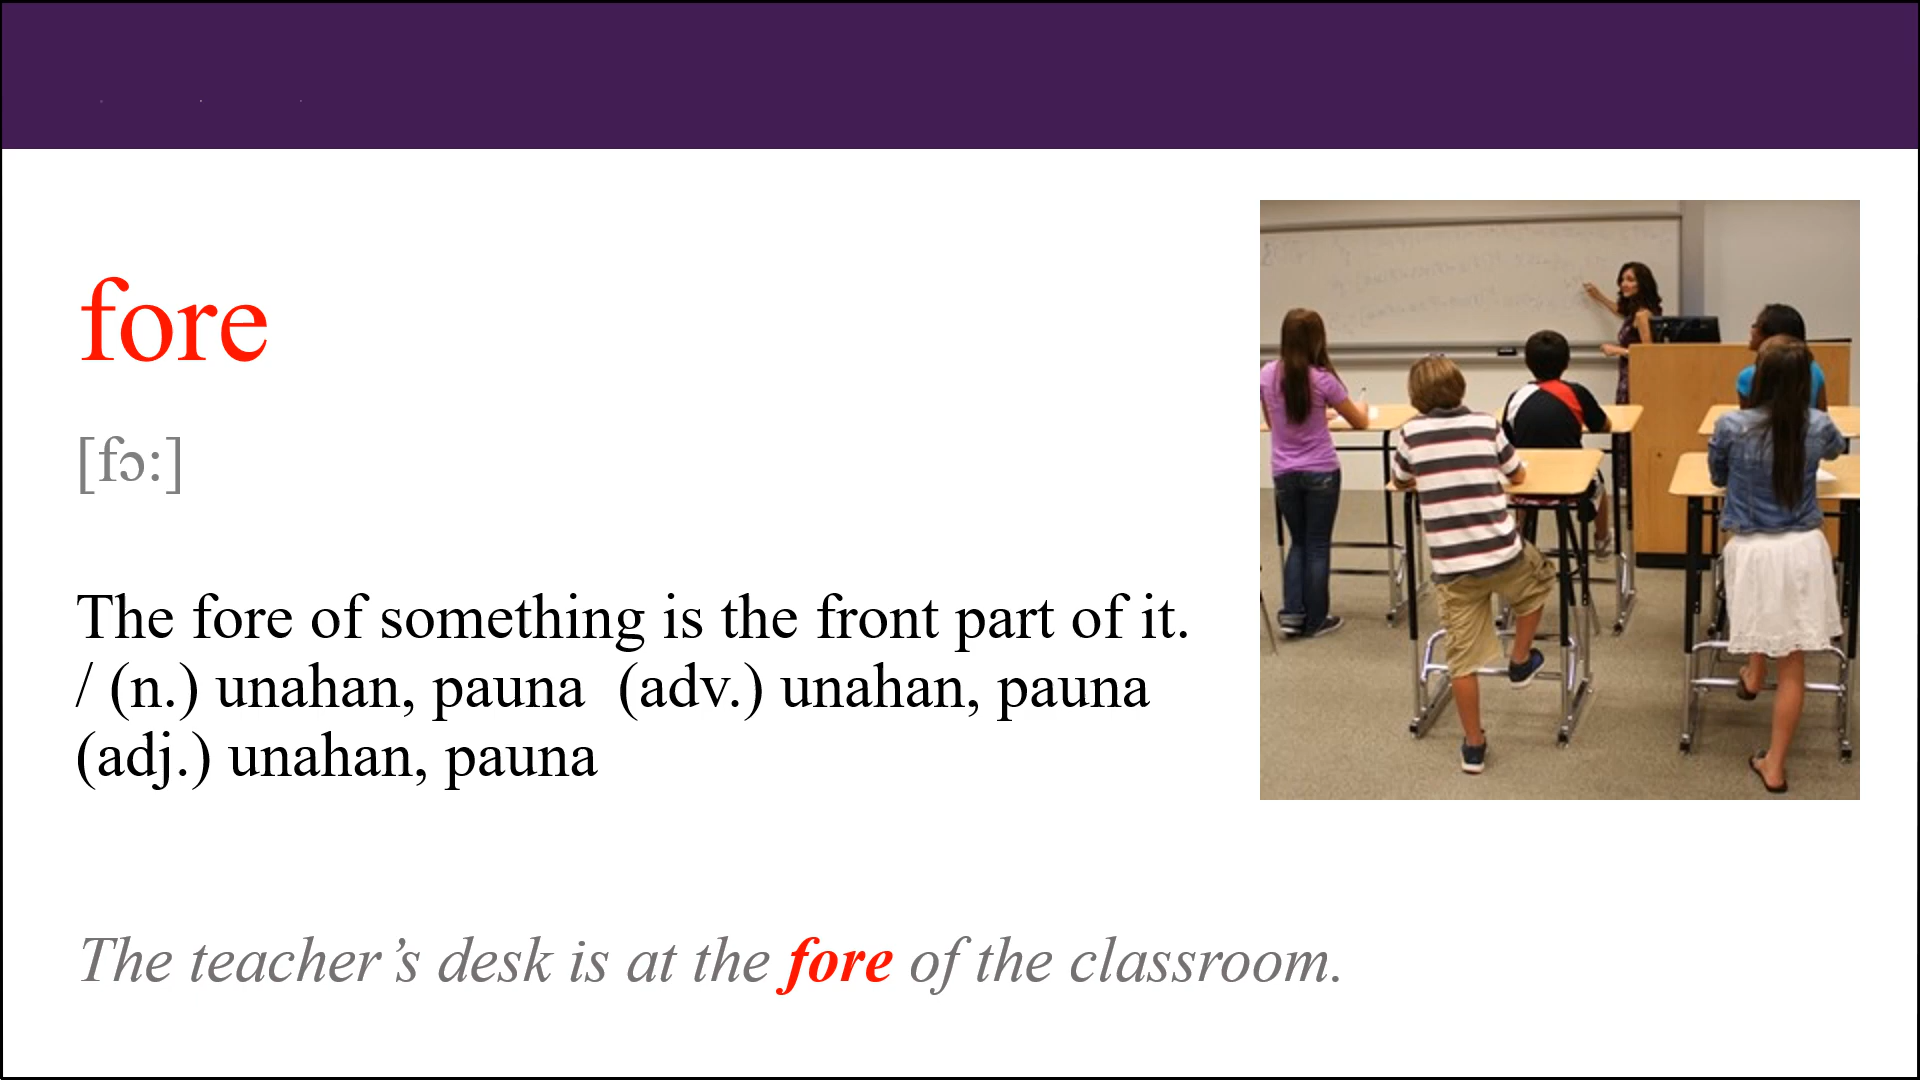 fore
[fɔ:]
The fore of something is the front part of it.
/ (n.) unahan, pauna  (adv.) unahan, pauna
(adj.) unahan, pauna
The teacher’s desk is at the fore of the classroom.